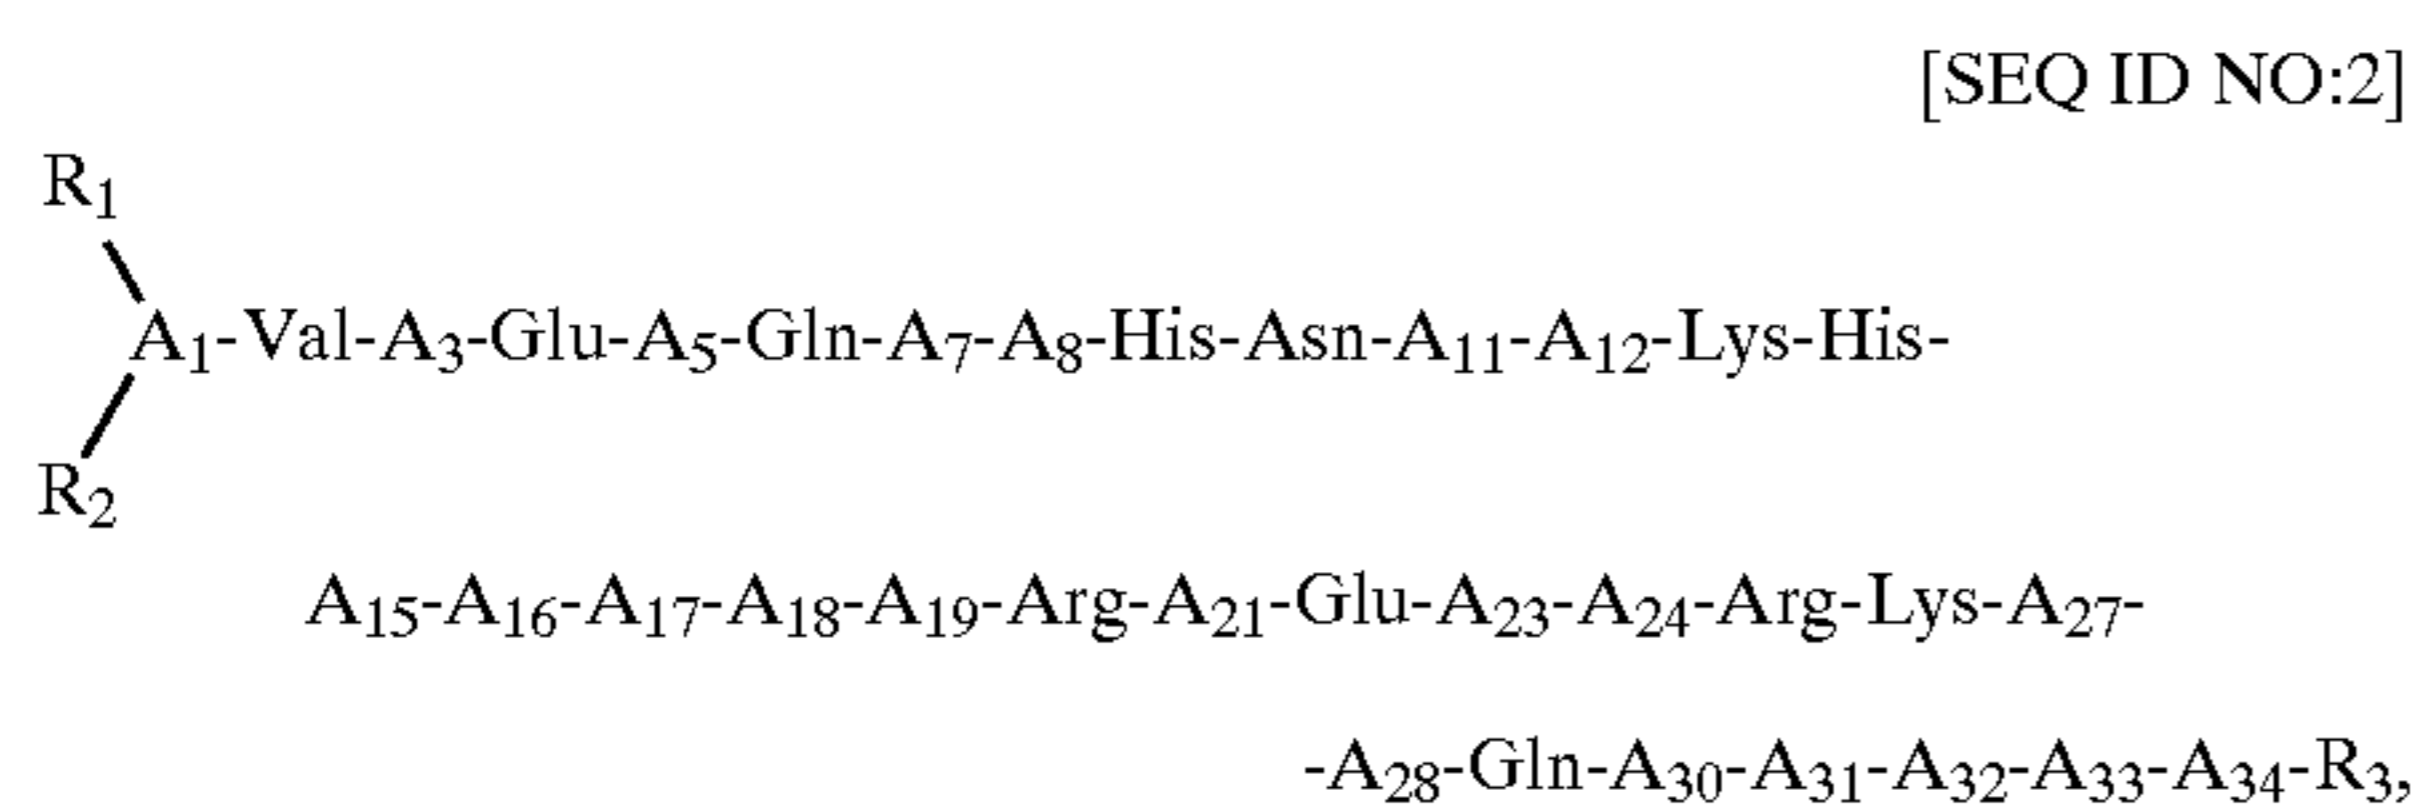 [SEQ ID NO:2]
R₁
A₁-Val-A₃-Glu-A₅-Gln-A₇-A₈-His-Asn-A₁₁-A₁₂-Lys-His-
R₂
A₁₅-A₁₆-A₁₇-A₁₈-A₁₉-Arg-A₂₁-Glu-A₂₃-A₂₄-Arg-Lys-A₂₇-
-A₂₈-Gln-A₃₀-A₃₁-A₃₂-A₃₃-A₃₄-R₃,